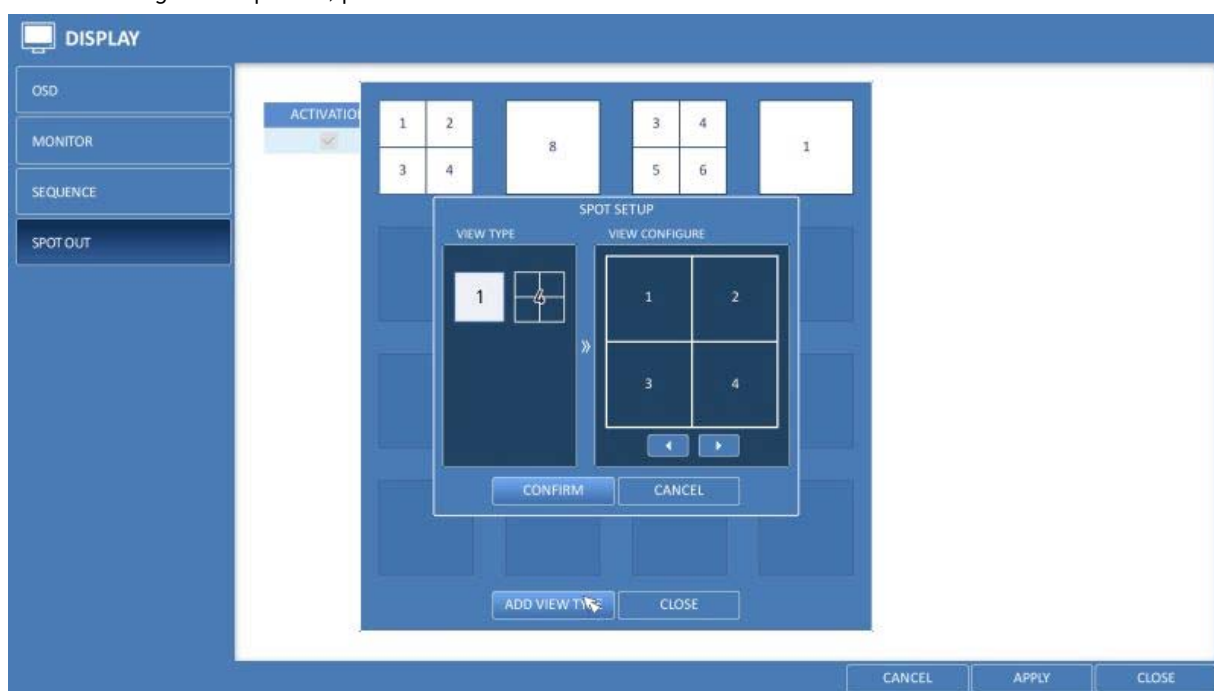 DISPLAY
OSD
MONITOR
SEQUENCE
SPOT OUT
ACTIVATIO
1 2
3 4
8
3 4
5 6
1
SPOT SETUP
VIEW TYPE
VIEW CONFIGURE
1 4
1 2
3 4
CONFIRM CANCEL
ADD VIEW TYPE CLOSE
CANCEL APPLY CLOSE